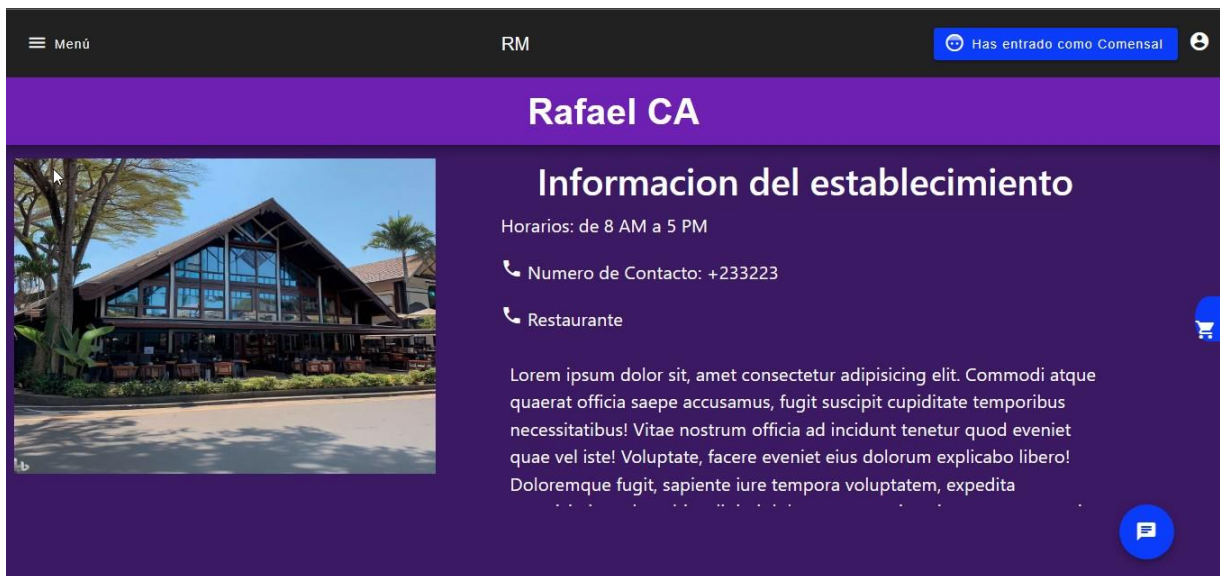 Menú
RM
Has entrado como Comensal
Rafael CA
Informacion del establecimiento
Horarios: de 8 AM a 5 PM
Numero de Contacto: +233223
Restaurante
Lorem ipsum dolor sit, amet consectetur adipisicing elit. Commodi atque
quaerat officia saepe accusamus, fugit suscipit cupiditate temporibus
necessitatibus! Vitae nostrum officia ad incidunt tenetur quod eveniet
quae vel iste! Voluptate, facere eveniet eius dolorum explicabo libero!
Doloremque fugit, sapiente iure tempora voluptatem, expedita